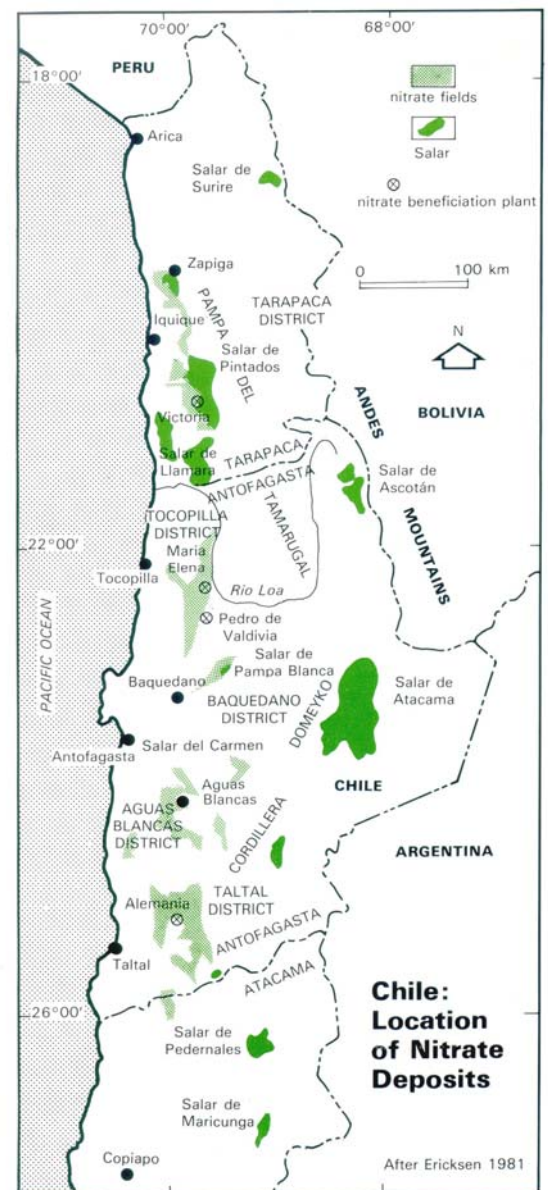 70°00'
68°00'
PERU
18°00'
nitrate fields
Arica
Salar
Salar de
Surire
nitrate beneficiation plant
Zapiga
0 100 km
PAMPA DEL
TARAPACA
DISTRICT
Iquique
N
Salar de
Pintados
ANDES
Victoria
BOLIVIA
Salar de
Llamara
TARAPACA
ANTOFAGASTA
Salar de
Ascotán
TAMARUGAL
TOCOPILLA
DISTRICT
MOUNTAINS
22°00'
Maria
Elena
Tocopilla
Río Loa
PACIFIC OCEAN
Pedro de
Valdivia
Salar de
Pampa Blanca
Baquedano
Salar de
Atacama
BAQUEDANO
DISTRICT
DOMEYKO
Antofagasta
Salar del Carmen
CHILE
Aguas
Blancas
AGUAS
BLANCAS
DISTRICT
CORDILLERA
ARGENTINA
Alemania
TALTAL
DISTRICT
ANTOFAGASTA
Taltal
ATACAMA
26°00'
Chile:
Location
of Nitrate
Deposits
Salar de
Pedernales
Salar de
Maricunga
Copiapo
After Ericksen 1981